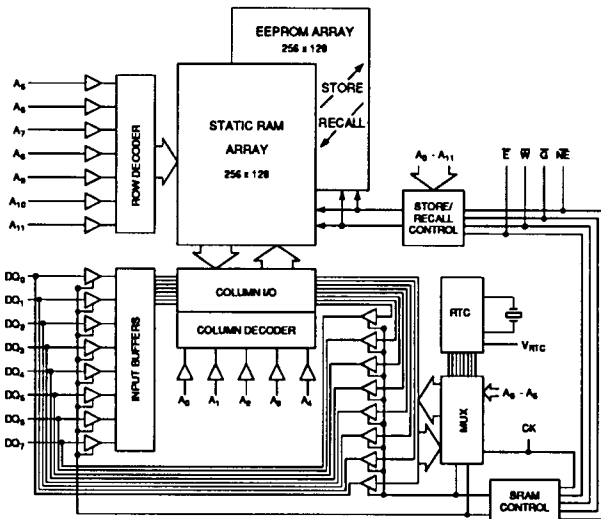 EEPROM ARRAY
256 x 128
STORE
RECALL
STATIC RAM
ARRAY
256 x 128
A5
A6
A7
A8
A9
A10
A11
ROW DECODER
A0 - A11
E
W
G
NE
STORE/
RECALL
CONTROL
DQ0
DQ1
DQ2
DQ3
DQ4
DQ5
DQ6
DQ7
INPUT BUFFERS
COLUMN I/O
COLUMN DECODER
A0
A1
A2
A3
A4
RTC
VRTC
MUX
CK
SRAM
CONTROL